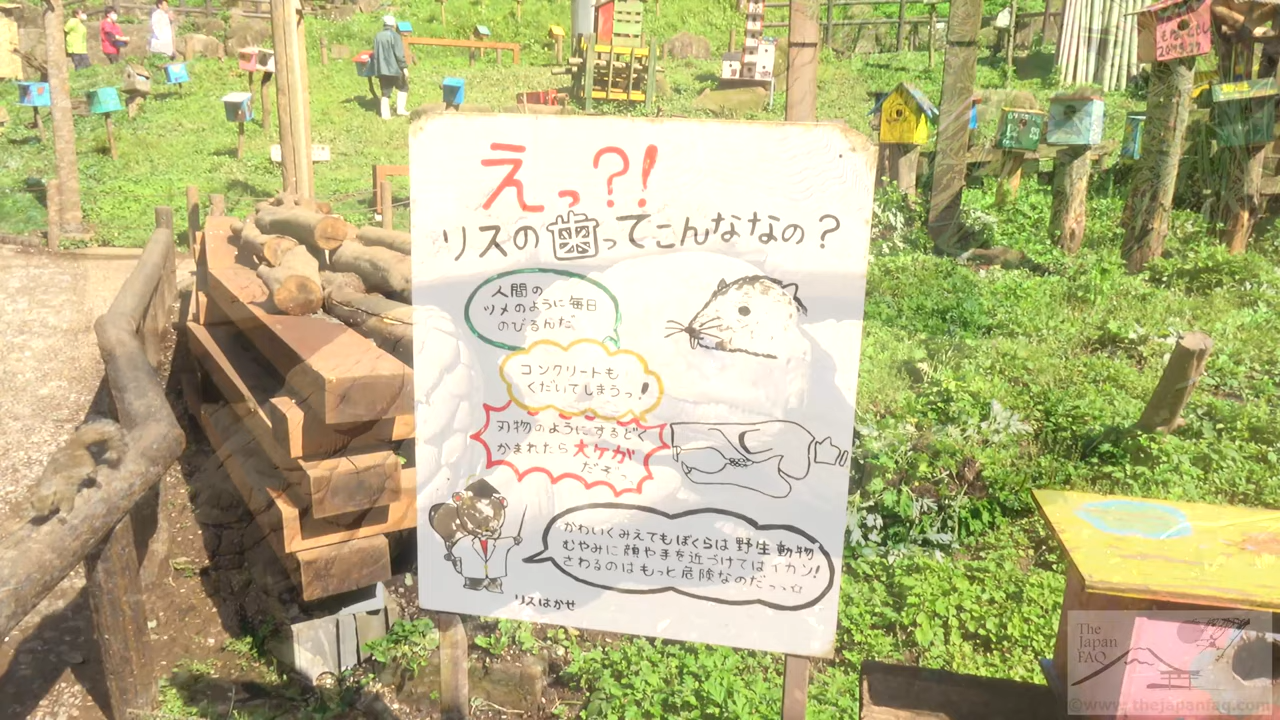 えっ?!
リスの歯ってこんななの?
人間の
ツメのように毎日
のびるんだ
コンクリートも
くだいてしまうっ!
刃物のようにするどく
かまれたら大ケガ
だぞ
かわいくみえてもぼくらは野生動物
むやみに顔や手を近づけてはイカン!
さわるのはもっと危険なのだっ、☆
リスはかせ
The
Japan
FAQ
©www.thejapanfaq.com